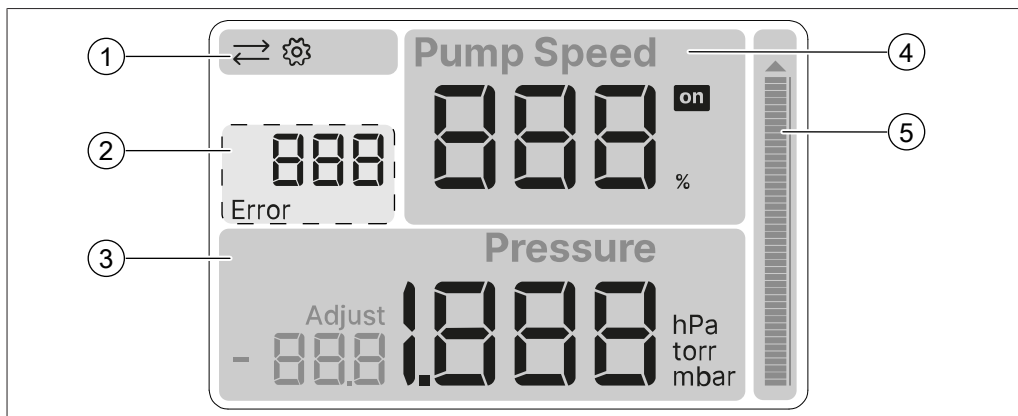 1
Pump Speed
4
888
on
%
5
2
888
Error
3
Pressure
Adjust
- 88.8
1.888
hPa
torr
mbar